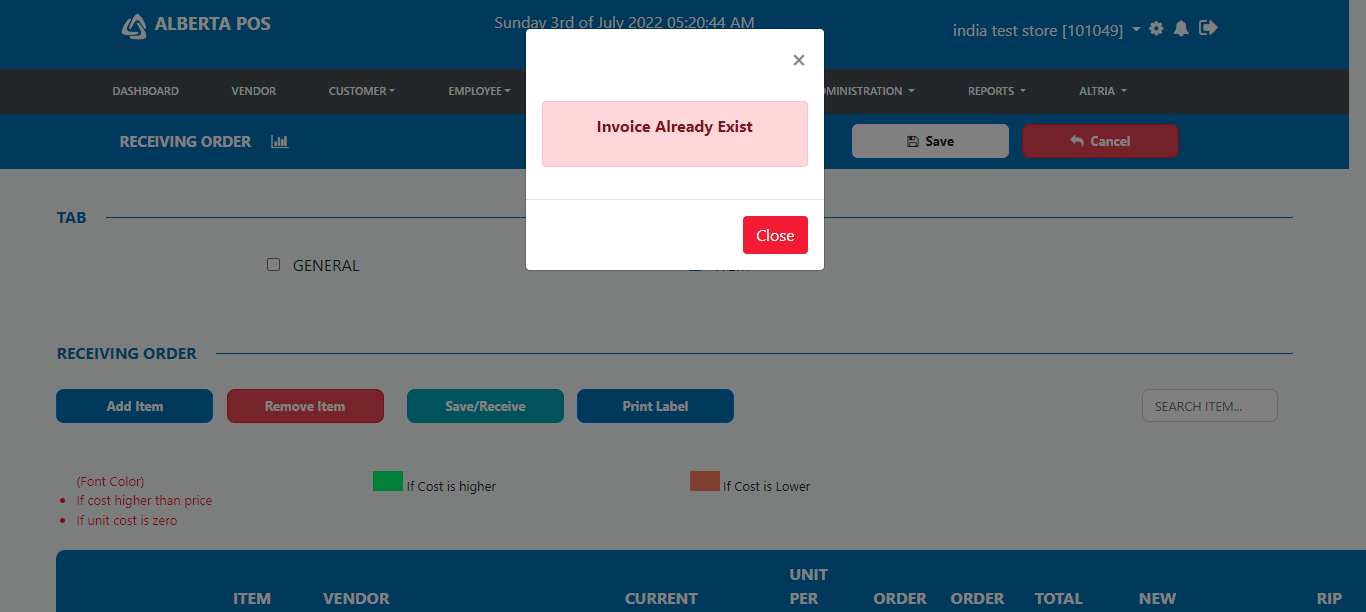 ALBERTA POS
Sunday 3rd of July 2022 05:20:44 AM
india test store [101049]
×
DASHBOARD VENDOR CUSTOMER EMPLOYEE REPORTS ALTRIA
Invoice Already Exist
RECEIVING ORDER
Save
Cancel
Close
TAB
GENERAL
RECEIVING ORDER
Add Item Remove Item Save/Receive Print Label SEARCH ITEM...
(Font Color)
If cost higher than price
If unit cost is zero
If Cost is higher
If Cost is Lower
UNIT
ITEM VENDOR CURRENT PER ORDER ORDER TOTAL NEW RIP